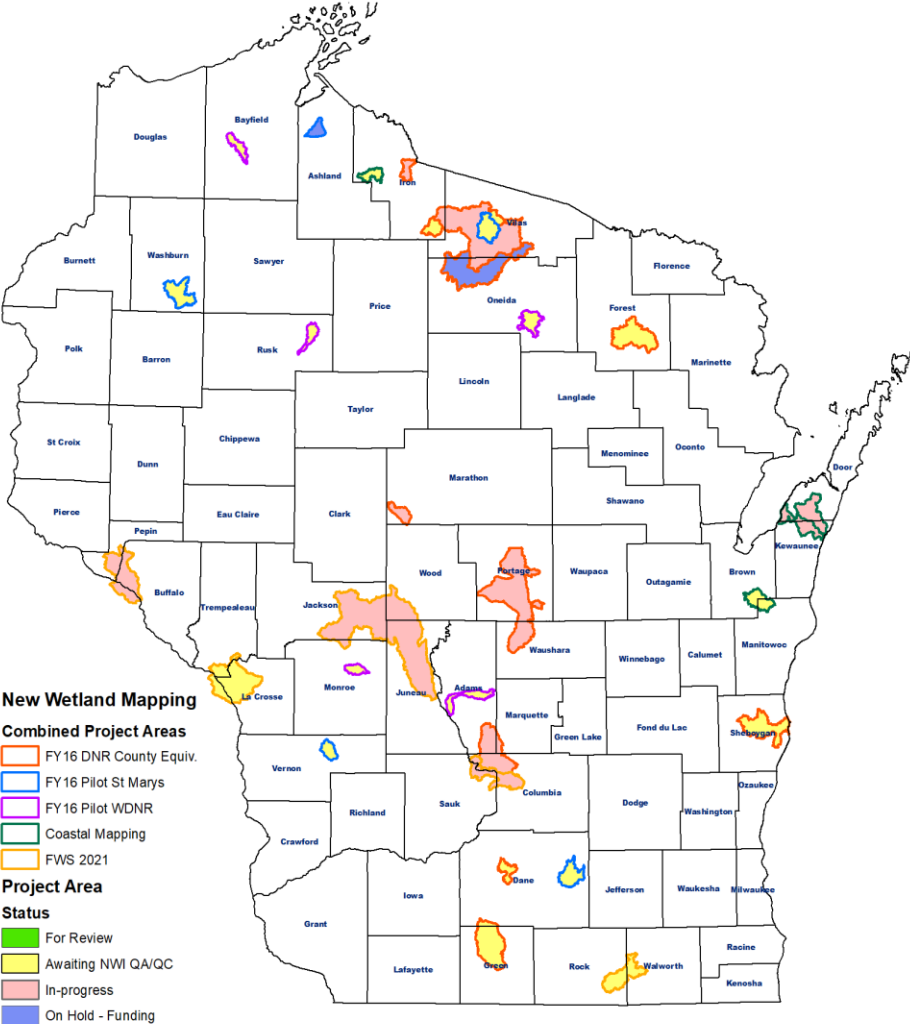 Bayfield
Douglas
Ashland
Iron
Vilas
Burnett
Washburn
Sawyer
Florence
Price
Oneida
Forest
Polk
Barron
Rusk
Marinette
Lincoln
Langlade
Taylor
St Croix
Chippewa
Oconto
Menominee
Dunn
Door
Marathon
Shawano
Pierce
Eau Claire
Clark
Pepin
Kewaunee
Wood
Portage
Waupaca
Outagamie
Brown
Buffalo
Trempealeau
Jackson
Waushara
Winnebago
Calumet
Manitowoc
La Crosse
Monroe
Juneau
Adams
Marquette
Green Lake
Fond du Lac
Sheboygan
Vernon
Columbia
Sauk
Richland
Dodge
Washington
Ozaukee
Crawford
Dane
Iowa
Jefferson
Waukesha
Milwaukee
Grant
Lafayette
Green
Rock
Walworth
Racine
Kenosha
New Wetland Mapping
Combined Project Areas
FY16 DNR County Equiv.
FY16 Pilot St Marys
FY16 Pilot WDNR
Coastal Mapping
FWS 2021
Project Area
Status
For Review
Awaiting NWI QA/QC
In-progress
On Hold - Funding